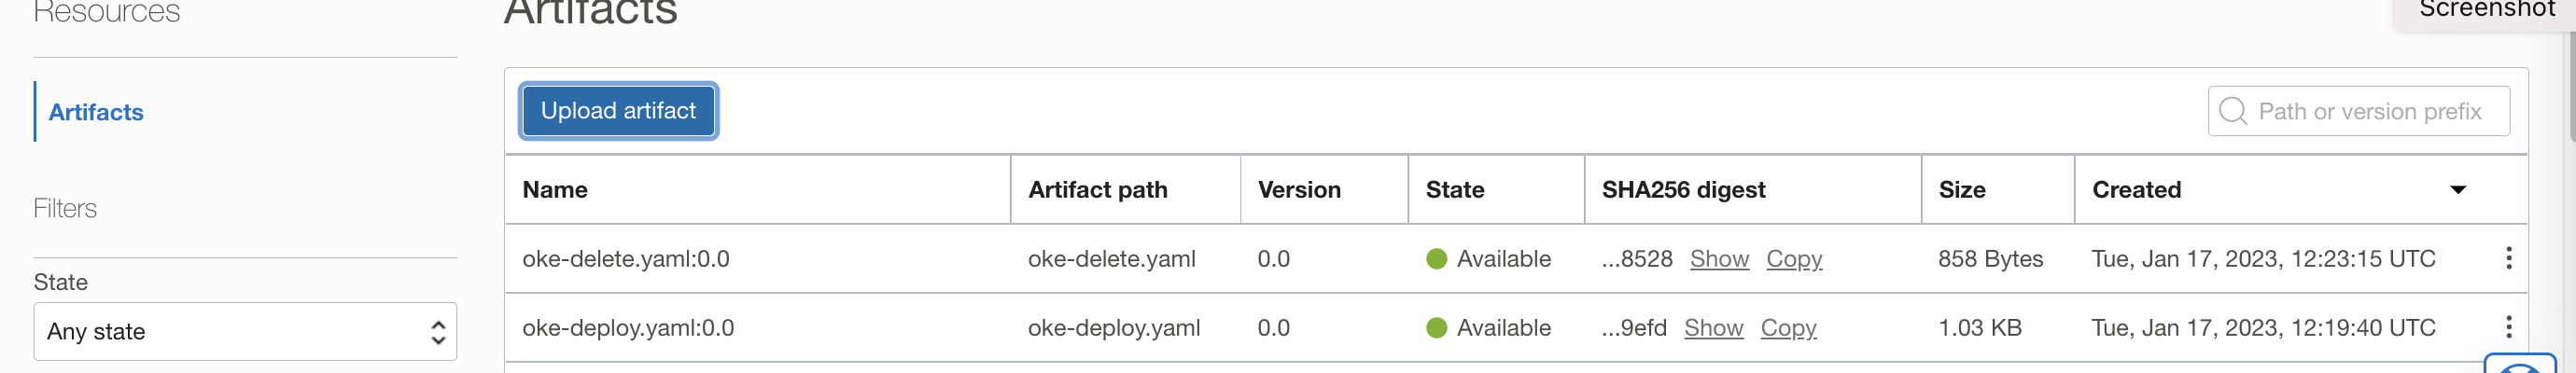 Resources
Artifacts
Screenshot
Artifacts
Upload artifact
Path or version prefix
Name Artifact path Version State SHA256 digest Size Created
Filters
oke-delete.yaml:0.0 oke-delete.yaml 0.0 Available ...8528 Show Copy 858 Bytes Tue, Jan 17, 2023, 12:23:15 UTC
State
Any state
oke-deploy.yaml:0.0 oke-deploy.yaml 0.0 Available ...9efd Show Copy 1.03 KB Tue, Jan 17, 2023, 12:19:40 UTC